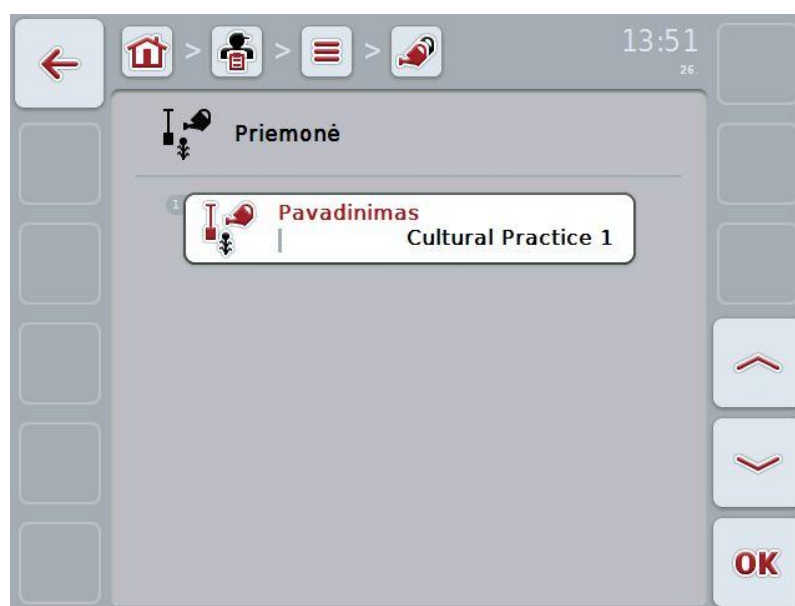 > > >
13:51
26.
Priemonė
1
Pavadinimas
Cultural Practice 1
OK